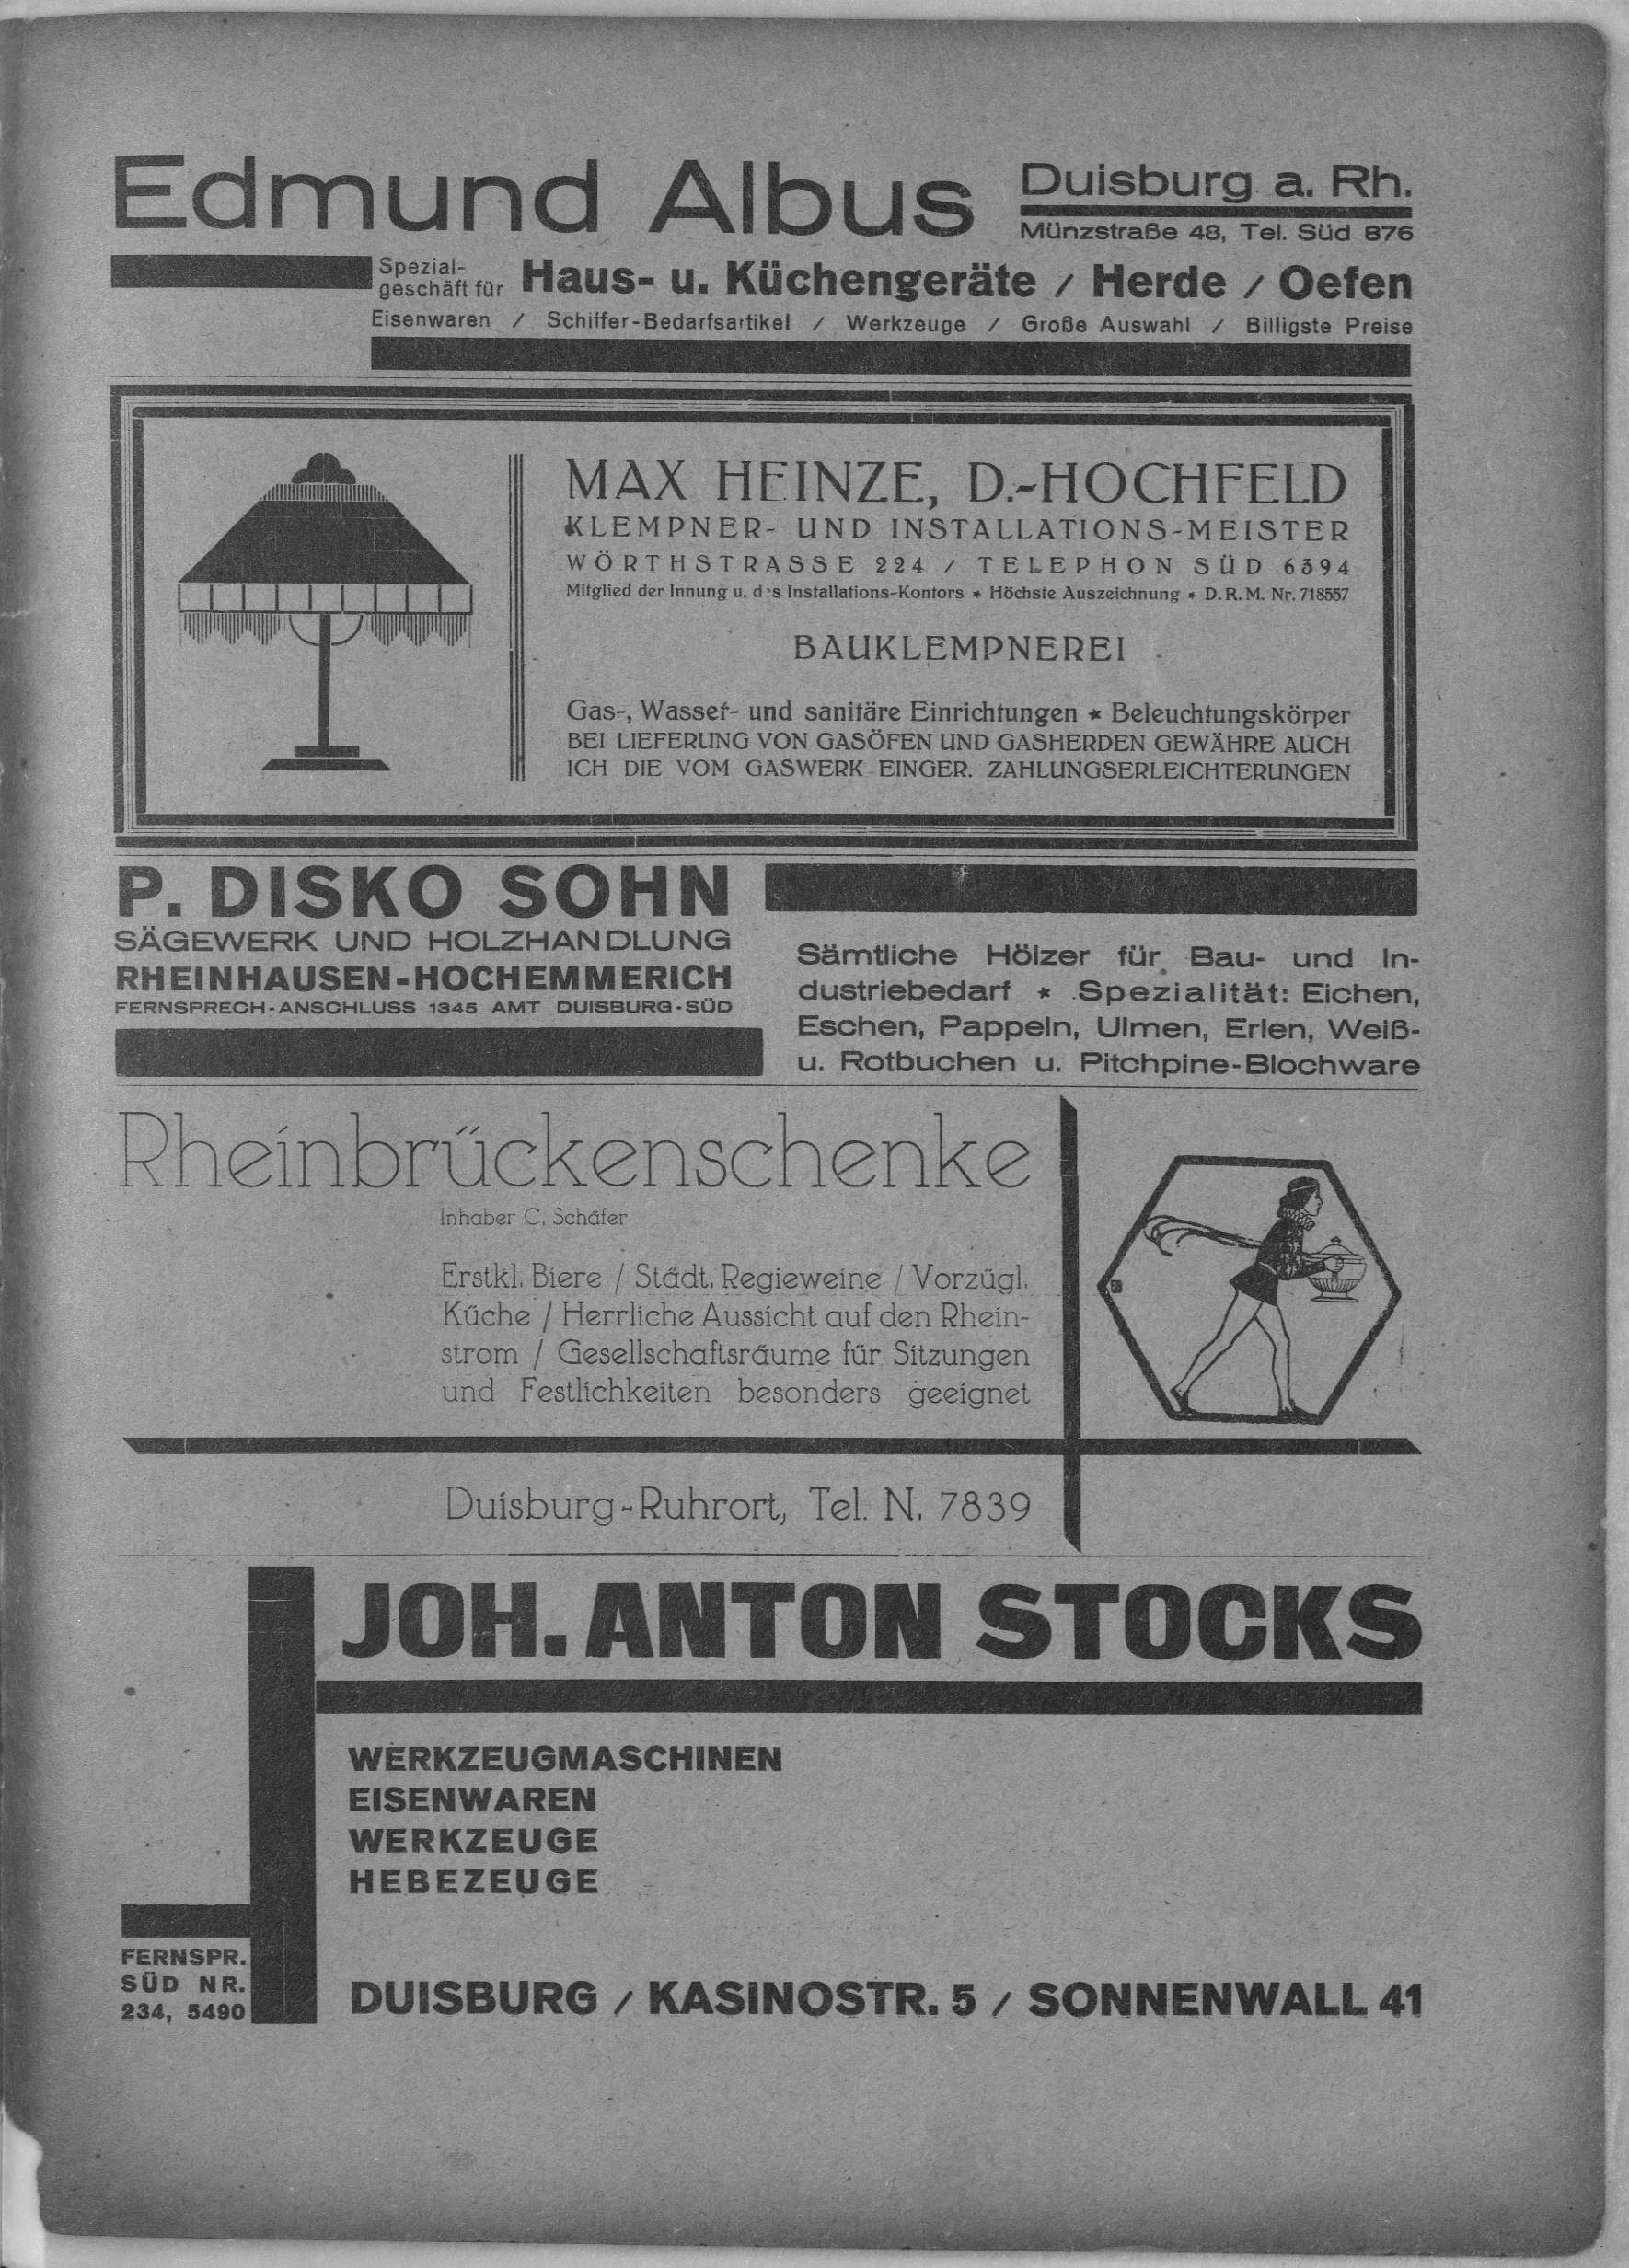 Edmund Albus
Duisburg a. Rh.
Münzstraße 48, Tel. Süd 876
Spezial-
geschäft für Haus- u. Küchengeräte / Herde / Oefen
Eisenwaren / Schiffer-Bedarfsartikel / Werkzeuge / Große Auswahl / Billigste Preise
MAX HEINZE, D.-HOCHFELD
KLEMPNER- UND INSTALLATIONS-MEISTER
WÖRTHSTRASSE 224 / TELEPHON SÜD 6394
Mitglied der Innung u. des Installations-Kontors * Höchste Auszeichnung * D.R.M. Nr. 718557
BAUKLEMPNEREI
Gas-, Wasser- und sanitäre Einrichtungen * Beleuchtungskörper
BEI LIEFERUNG VON GASÖFEN UND GASHERDEN GEWÄHRE AUCH
ICH DIE VOM GASWERK EINGER. ZAHLUNGSERLEICHTERUNGEN
P. DISKO SOHN
SÄGEWERK UND HOLZHANDLUNG
RHEINHAUSEN-HOCHEMMERICH
FERNSPRECH-ANSCHLUSS 1345 AMT DUISBURG-SÜD
Sämtliche Hölzer für Bau- und In-
dustriebedarf * Spezialität: Eichen,
Eschen, Pappeln, Ulmen, Erlen, Weiß-
u. Rotbuchen u. Pitchpine-Blochware
Rheinbrückenschenke
Inhaber C. Schäfer
Erstkl. Biere / Städt. Regieweine / Vorzügl.
Küche / Herrliche Aussicht auf den Rhein-
strom / Gesellschaftsräume für Sitzungen
und Festlichkeiten besonders geeignet
Duisburg-Ruhrort, Tel. N. 7839
JOH. ANTON STOCKS
WERKZEUGMASCHINEN
EISENWAREN
WERKZEUGE
HEBEZEUGE
FERNSPR.
SÜD NR.
234, 5490
DUISBURG / KASINOSTR. 5 / SONNENWALL 41